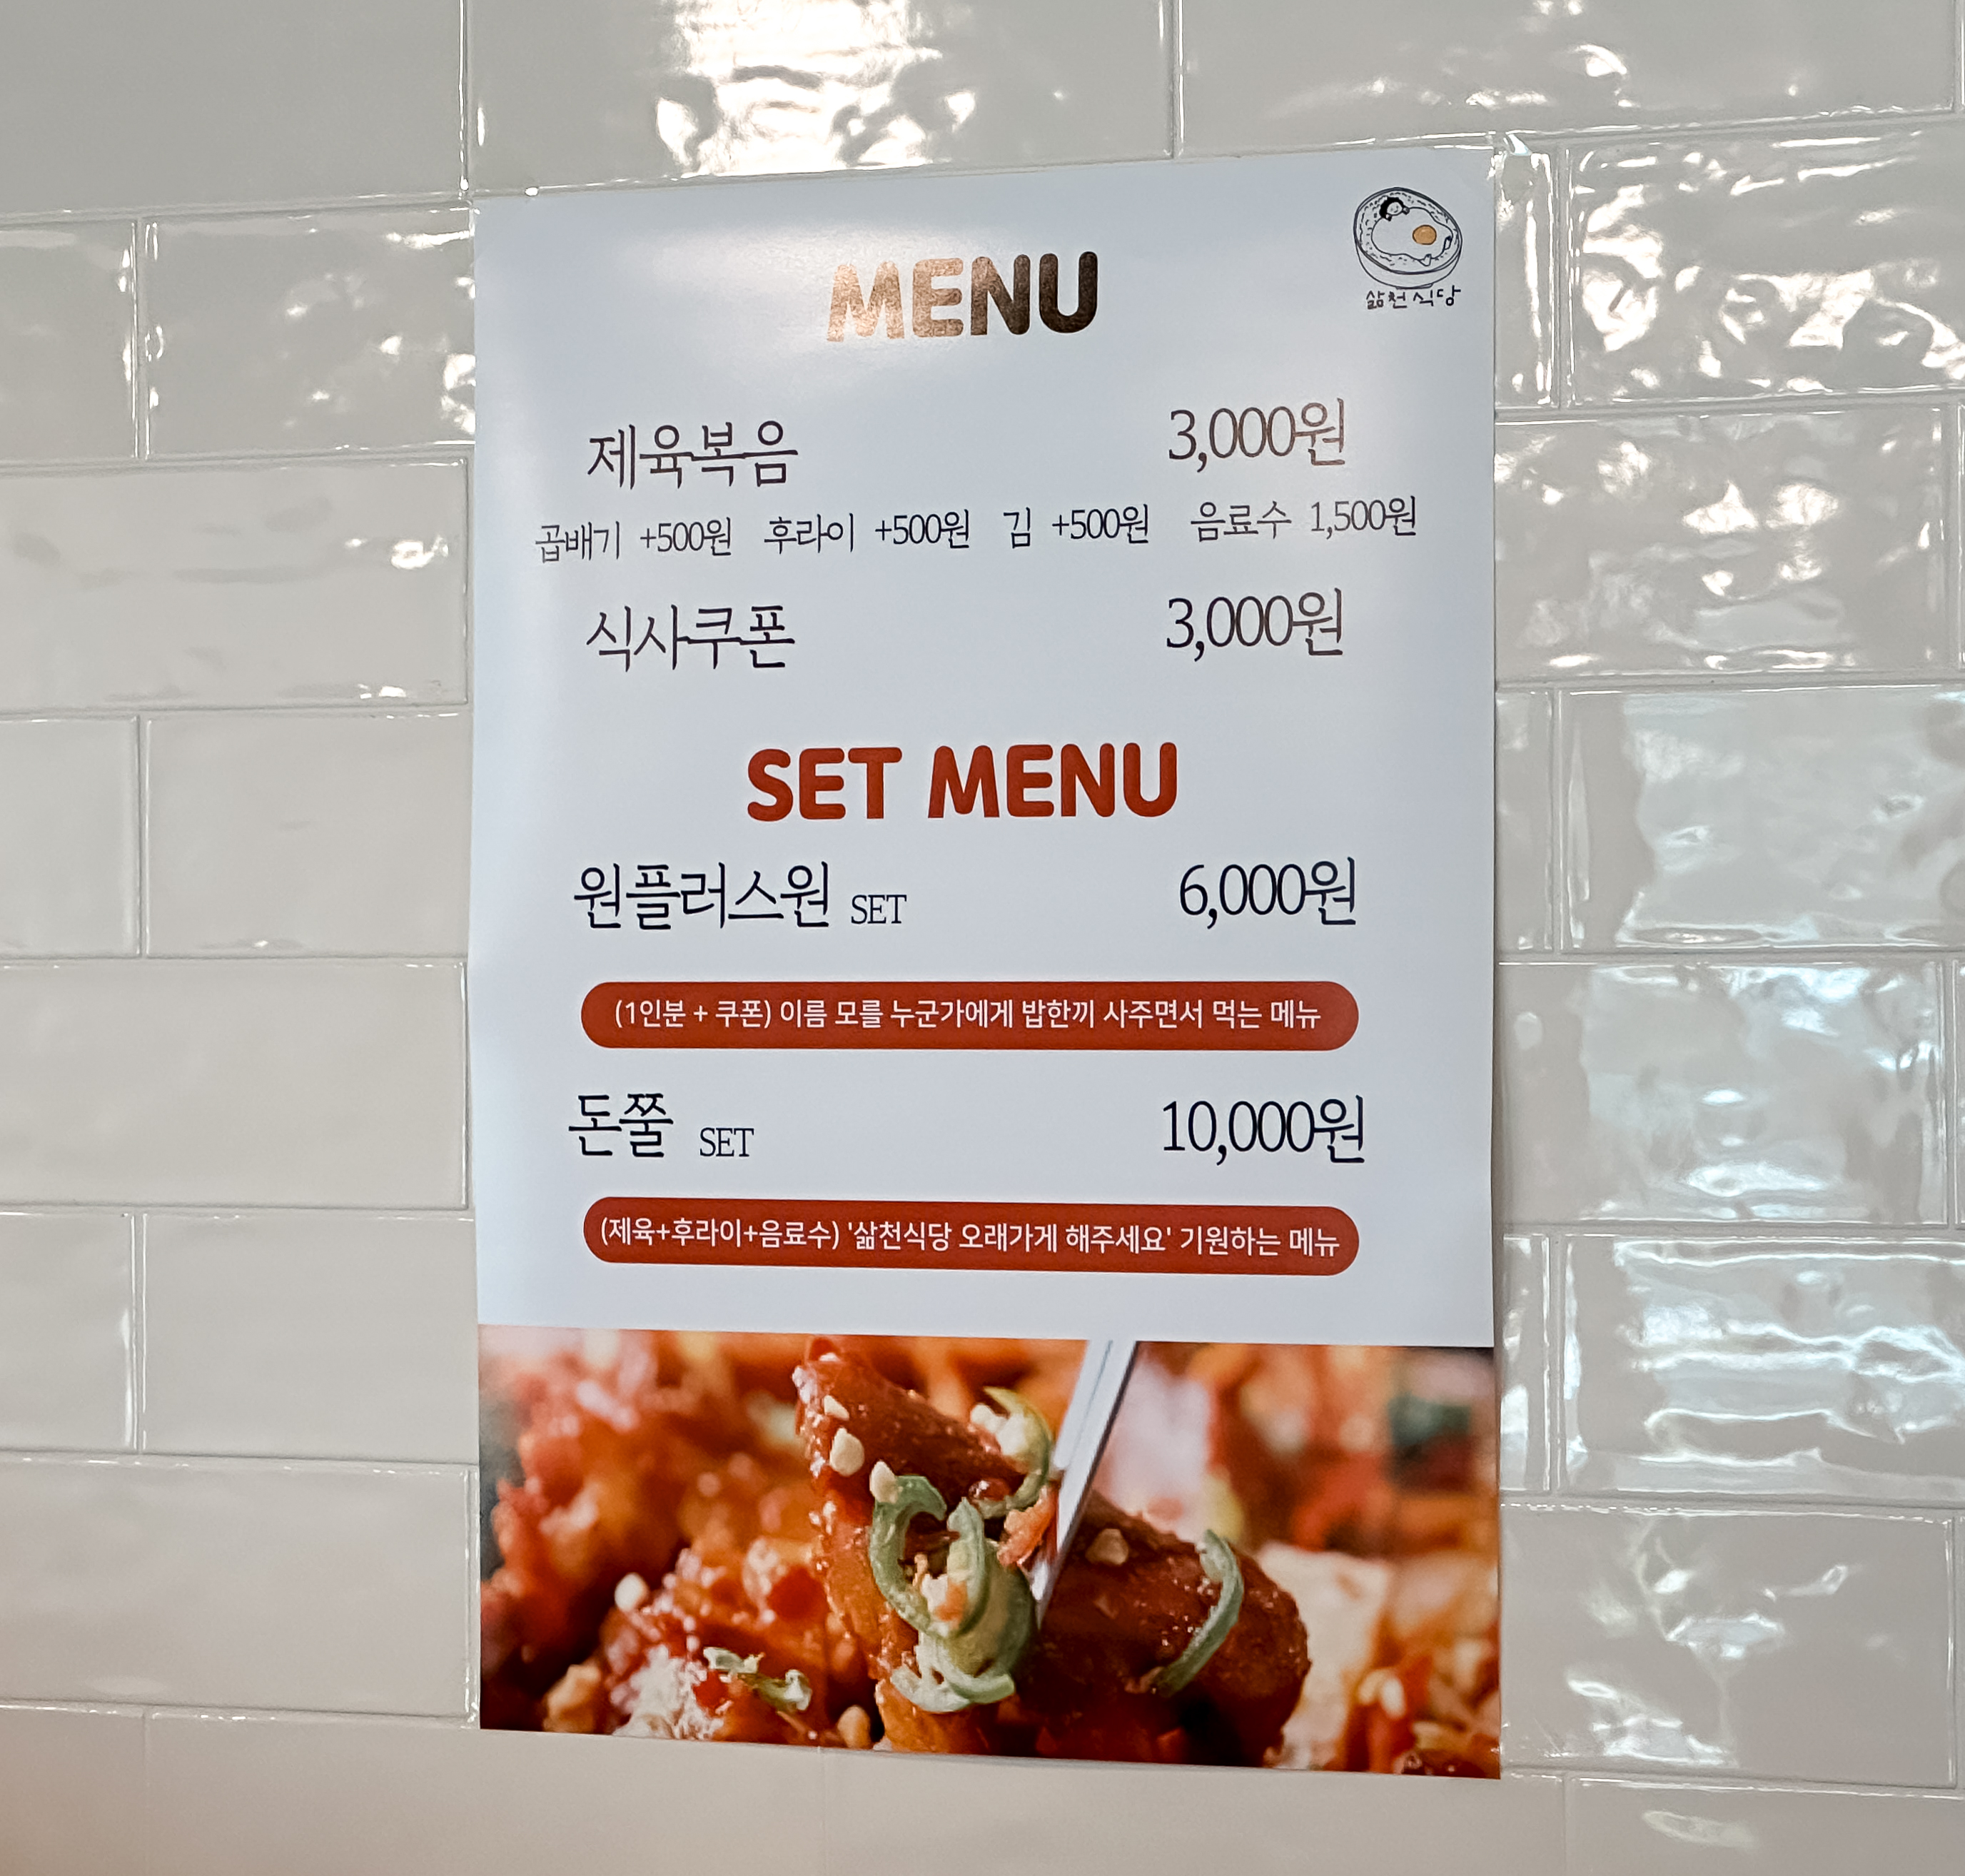 MENU
삶천식당
제육볶음 3,000원
곱배기 +500원 후라이 +500원 김 +500원 음료수 1,500원
식사쿠폰 3,000원
SET MENU
원플러스원 SET 6,000원
(1인분 + 쿠폰) 이름 모를 누군가에게 밥한끼 사주면서 먹는 메뉴
돈쭐 SET 10,000원
(제육+후라이+음료수) '삶천식당 오래가게 해주세요' 기원하는 메뉴